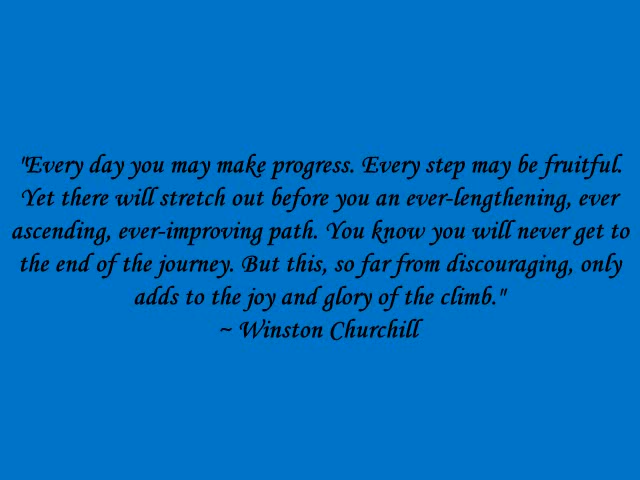 "Every day you may make progress. Every step may be fruitful.
Yet there will stretch out before you an ever-lengthening, ever
ascending, ever-improving path. You know you will never get to
the end of the journey. But this, so far from discouraging, only
adds to the joy and glory of the climb."
~ Winston Churchill